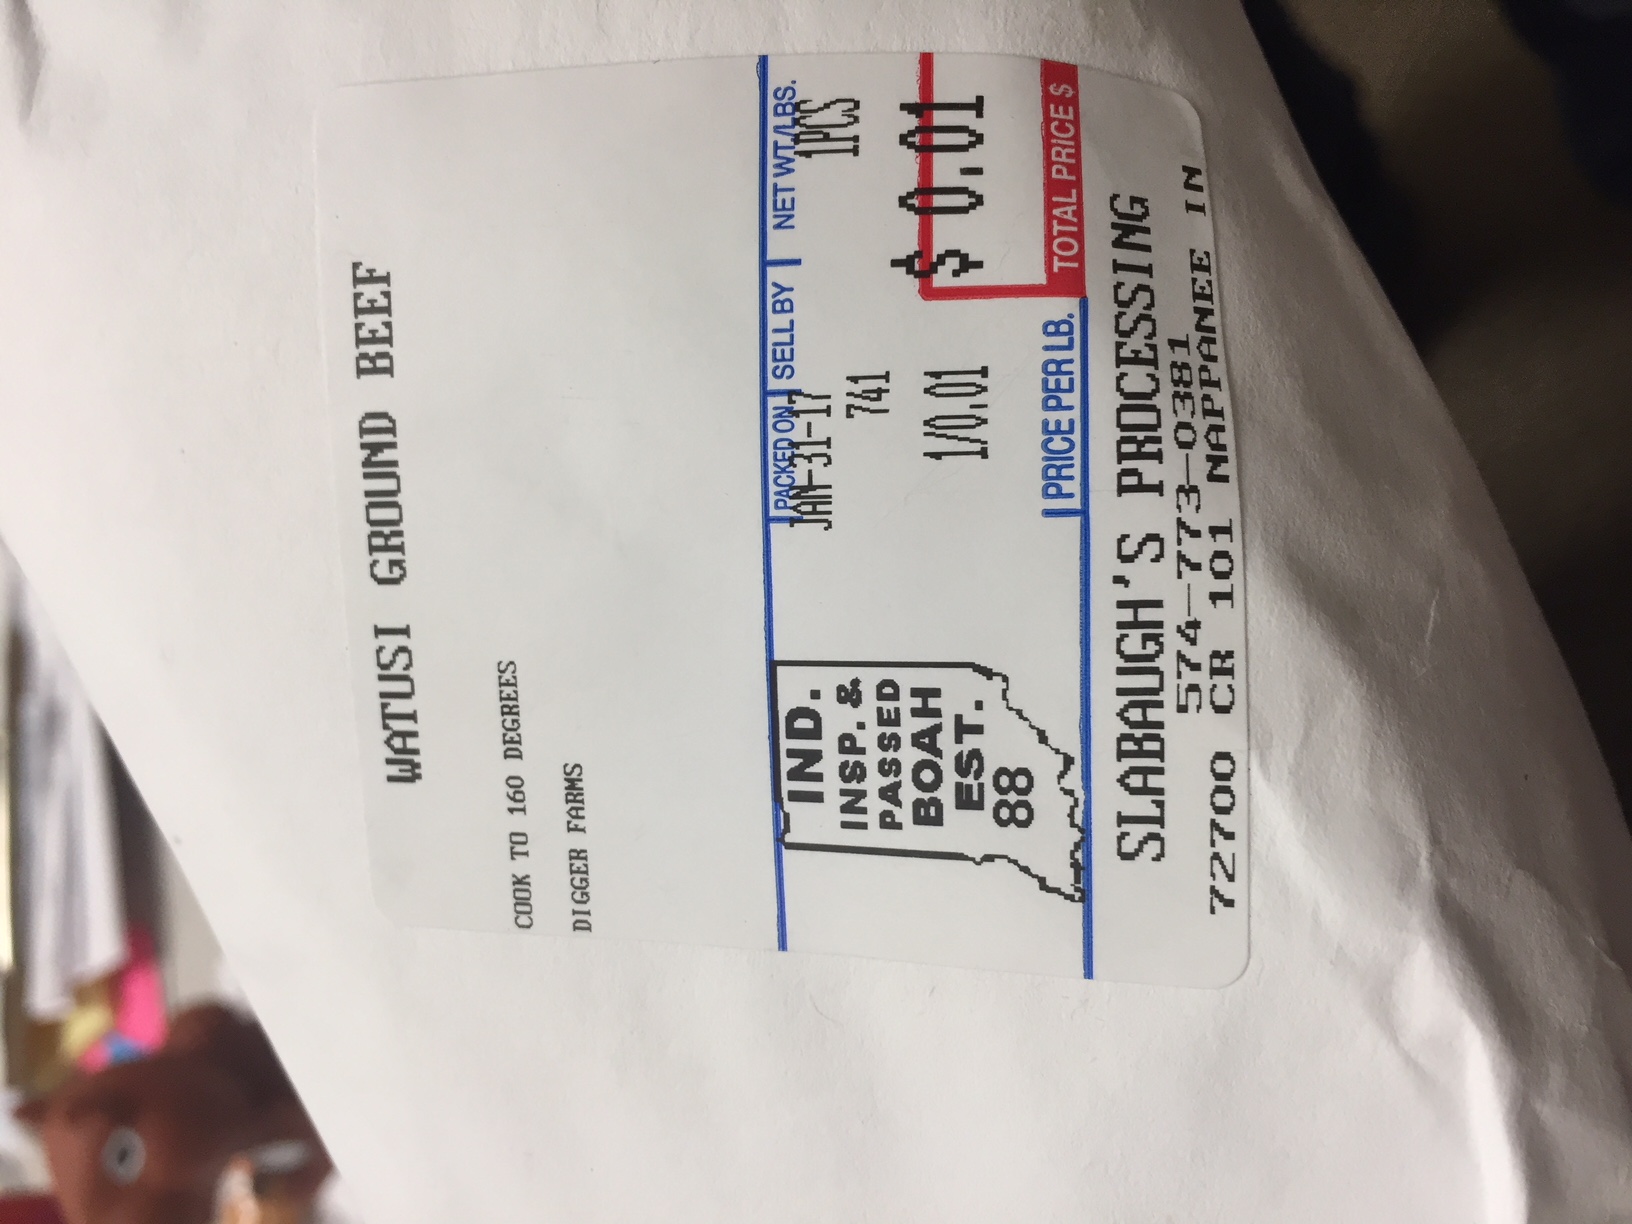 WATUSI GROUND BEEF
COOK TO 160 DEGREES
DIGGER FARMS
PACKED ON SELL BY NET WT./LBS.
JAN-31-17 1PCS
741
IND.
INSP. &
PASSED
BOAH
EST.
88
1/0.01 $ 0.01
PRICE PER LB. TOTAL PRICE $
SLABAUGH'S PROCESSING
574-773-0381
72700 CR 101 NAPPANEE IN